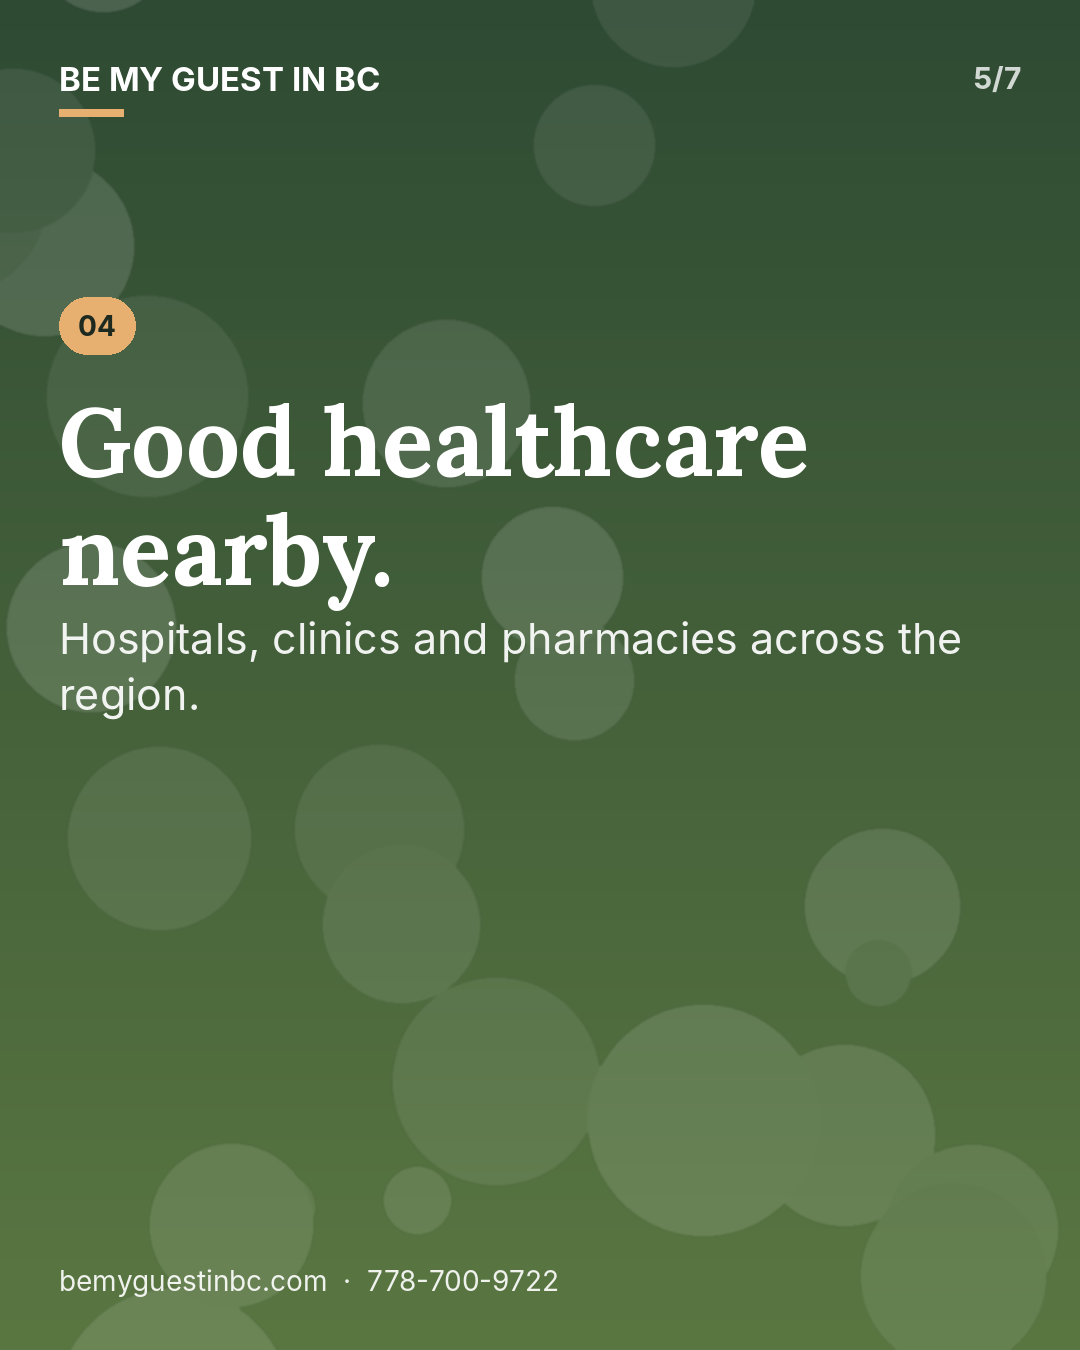 BE MY GUEST IN BC
5/7
04
Good healthcare
nearby.
Hospitals, clinics and pharmacies across the
region.
bemyguestinbc.com · 778-700-9722